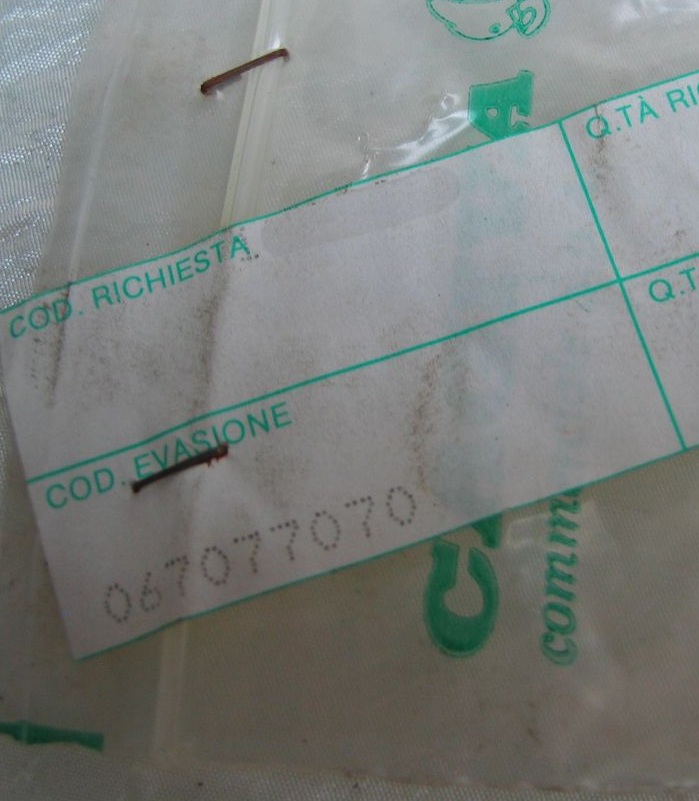 COD. RICHIESTA
Q.TÀ RI
COD. EVASIONE
Q.T
067077070
comm